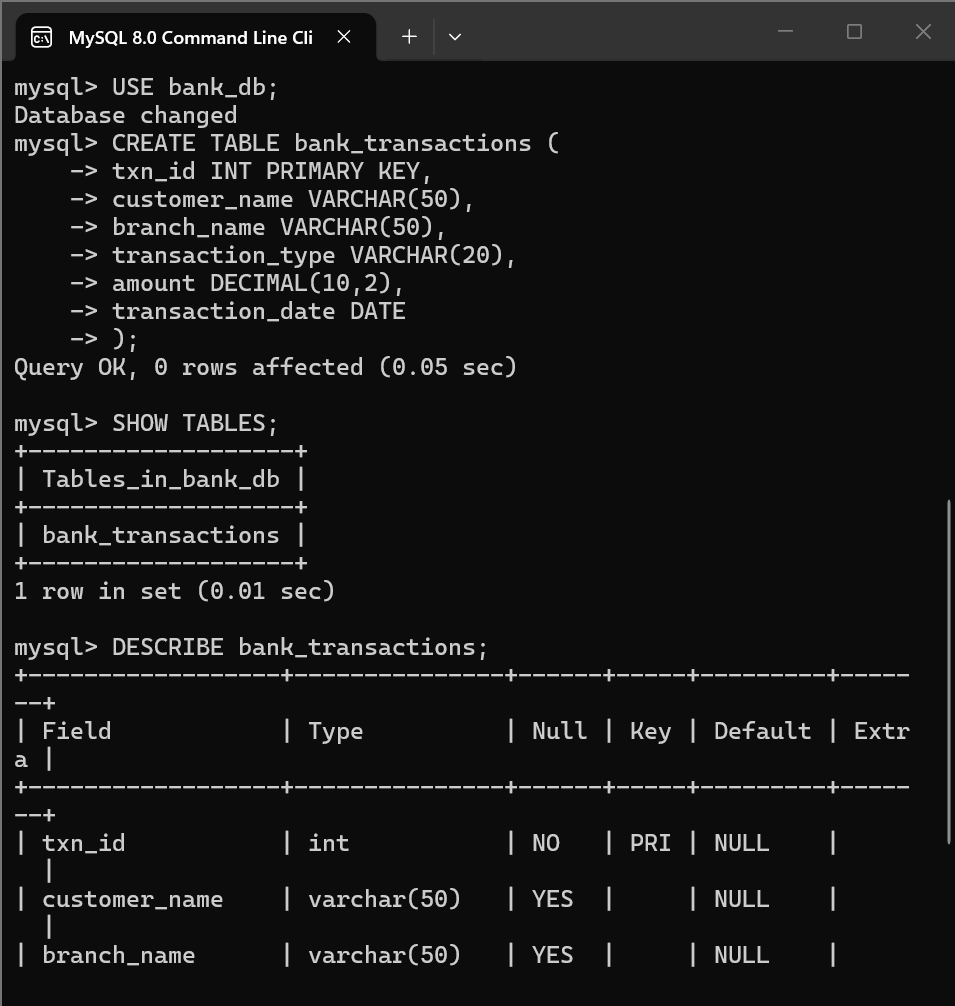 MySQL 8.0 Command Line Cli
mysql> USE bank_db;
Database changed
mysql> CREATE TABLE bank_transactions (
    -> txn_id INT PRIMARY KEY,
    -> customer_name VARCHAR(50),
    -> branch_name VARCHAR(50),
    -> transaction_type VARCHAR(20),
    -> amount DECIMAL(10,2),
    -> transaction_date DATE
    -> );
Query OK, 0 rows affected (0.05 sec)

mysql> SHOW TABLES;
+-------------------+
| Tables_in_bank_db |
+-------------------+
| bank_transactions |
+-------------------+
1 row in set (0.01 sec)

mysql> DESCRIBE bank_transactions;
+------------------+---------------+------+-----+---------+-----
--+
| Field            | Type          | Null | Key | Default | Extr
a |
+------------------+---------------+------+-----+---------+-----
--+
| txn_id           | int           | NO   | PRI | NULL    |
  |
| customer_name    | varchar(50)   | YES  |     | NULL    |
  |
| branch_name      | varchar(50)   | YES  |     | NULL    |